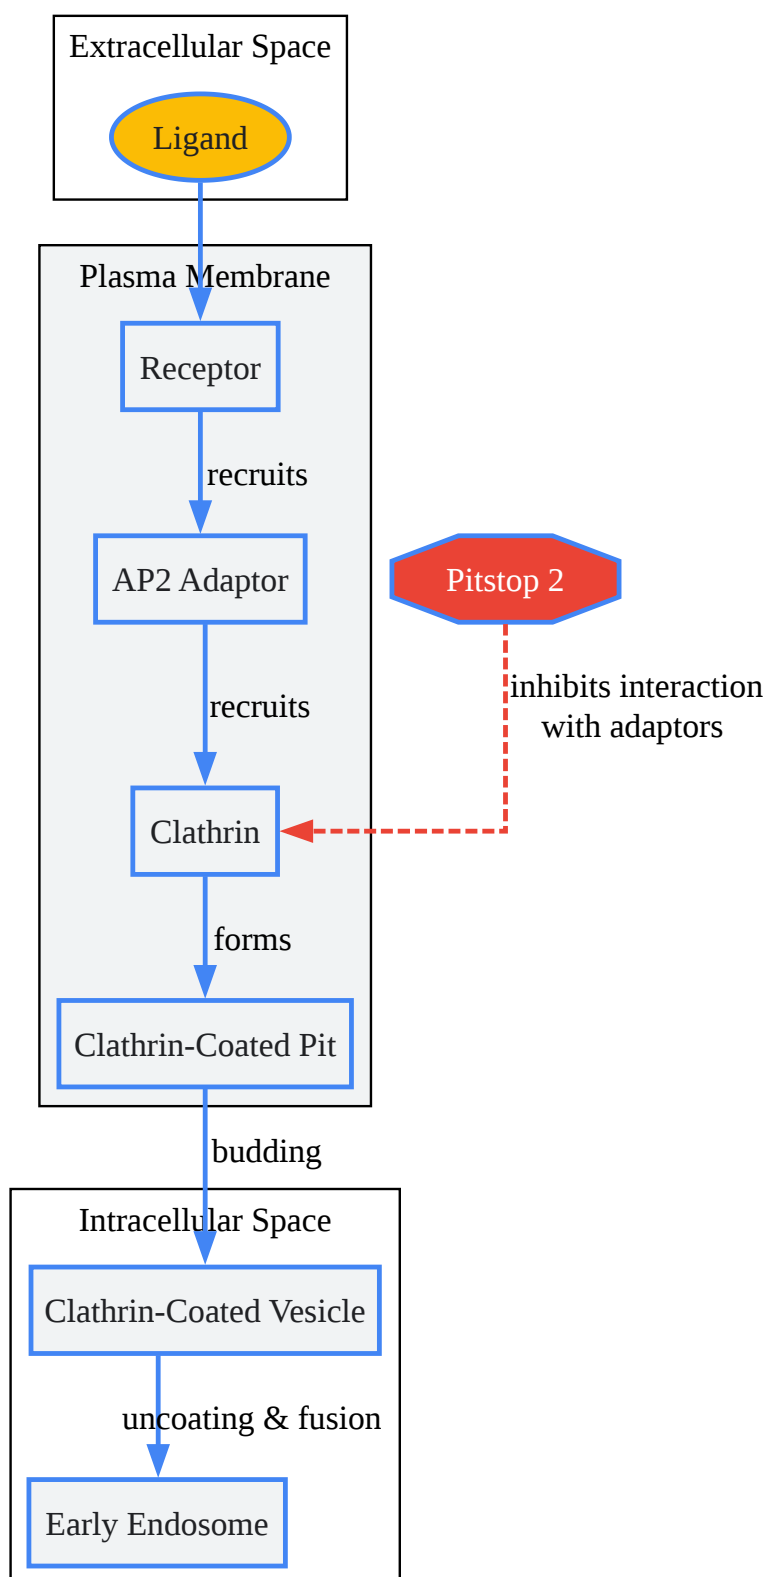 Extracellular Space
Ligand
Plasma Membrane
Receptor
recruits
AP2 Adaptor
Pitstop 2
inhibits interaction
with adaptors
recruits
Clathrin
forms
Clathrin-Coated Pit
budding
Intracellular Space
Clathrin-Coated Vesicle
uncoating & fusion
Early Endosome